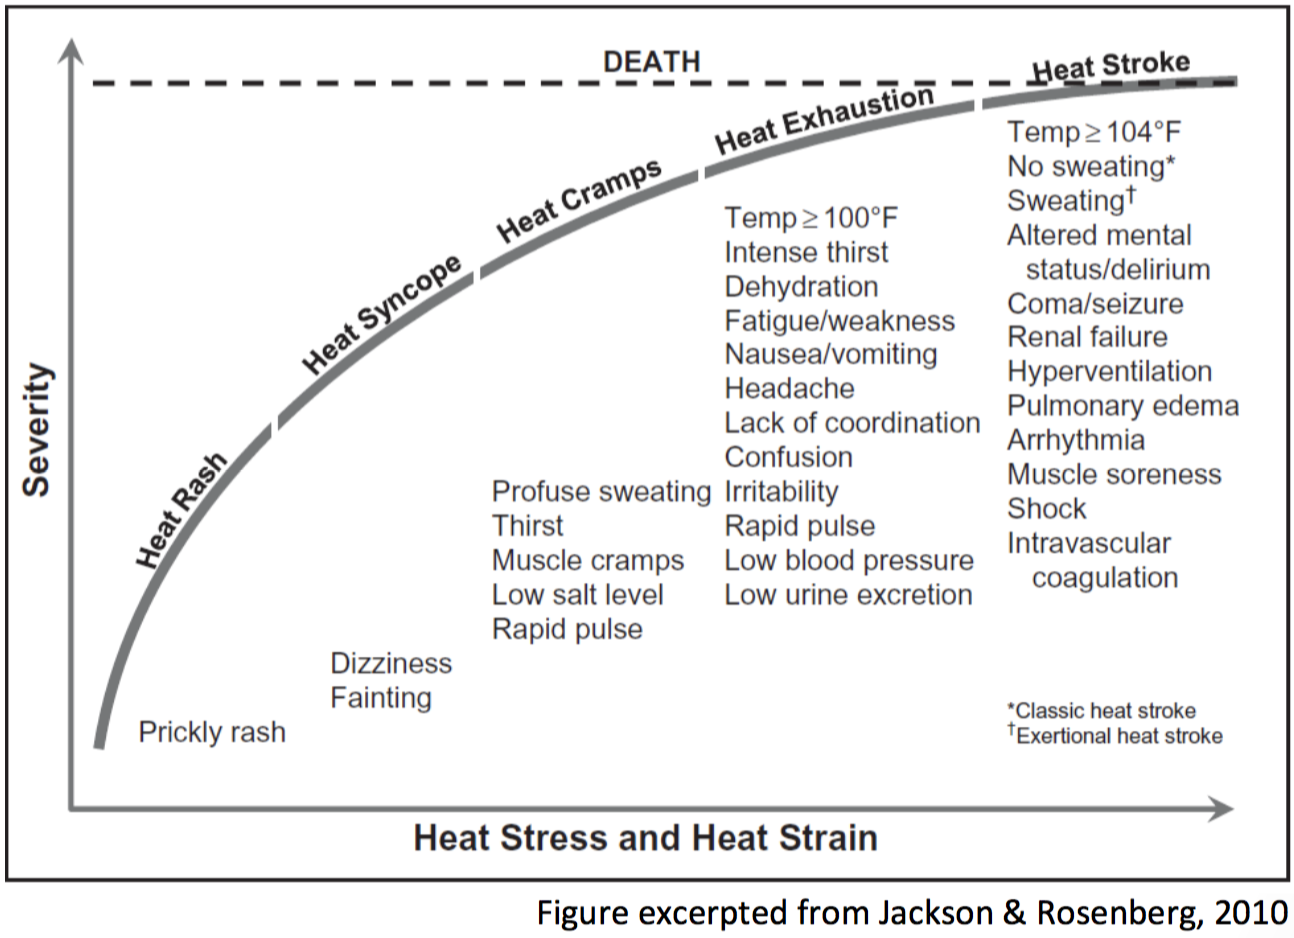 DEATH
Heat Stroke
Heat Exhaustion
Heat Cramps
Heat Syncope
Heat Rash
Severity
Prickly rash
Dizziness
Fainting
Profuse sweating
Thirst
Muscle cramps
Low salt level
Rapid pulse
Temp ≥ 100°F
Intense thirst
Dehydration
Fatigue/weakness
Nausea/vomiting
Headache
Lack of coordination
Confusion
Irritability
Rapid pulse
Low blood pressure
Low urine excretion
Temp ≥ 104°F
No sweating*
Sweating†
Altered mental
status/delirium
Coma/seizure
Renal failure
Hyperventilation
Pulmonary edema
Arrhythmia
Muscle soreness
Shock
Intravascular
coagulation
*Classic heat stroke
†Exertional heat stroke
Heat Stress and Heat Strain
Figure excerpted from Jackson & Rosenberg, 2010